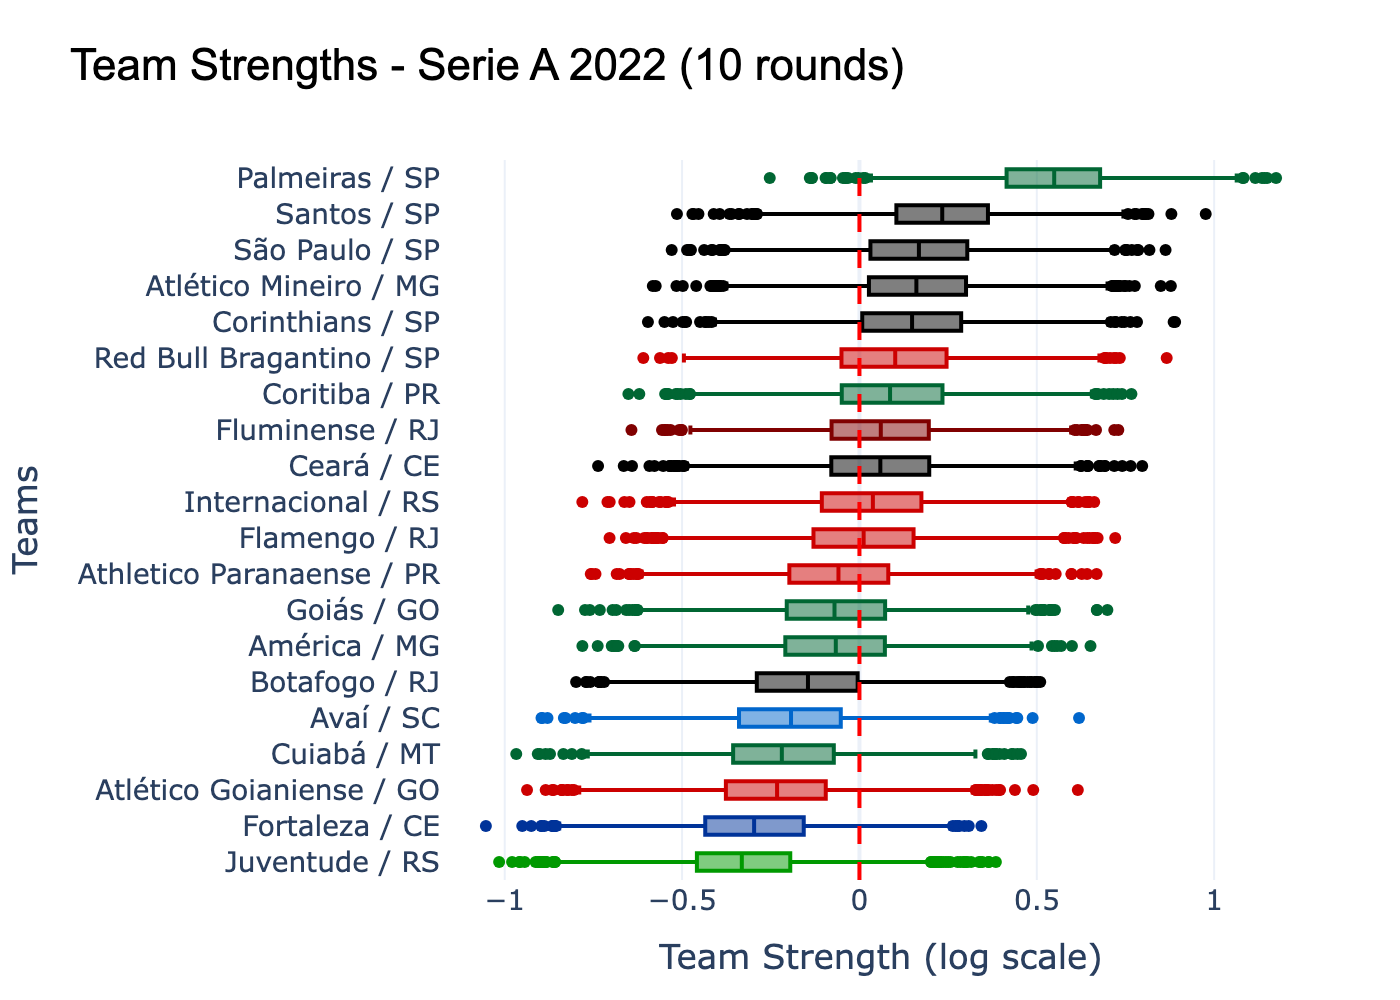 Team Strengths - Serie A 2022 (10 rounds)
Palmeiras / SP
Santos / SP
São Paulo / SP
Atlético Mineiro / MG
Corinthians / SP
Red Bull Bragantino / SP
Coritiba / PR
Fluminense / RJ
Ceará / CE
Internacional / RS
Flamengo / RJ
Athletico Paranaense / PR
Goiás / GO
América / MG
Botafogo / RJ
Avaí / SC
Cuiabá / MT
Atlético Goianiense / GO
Fortaleza / CE
Juventude / RS
Teams
−1 −0.5 0 0.5 1
Team Strength (log scale)